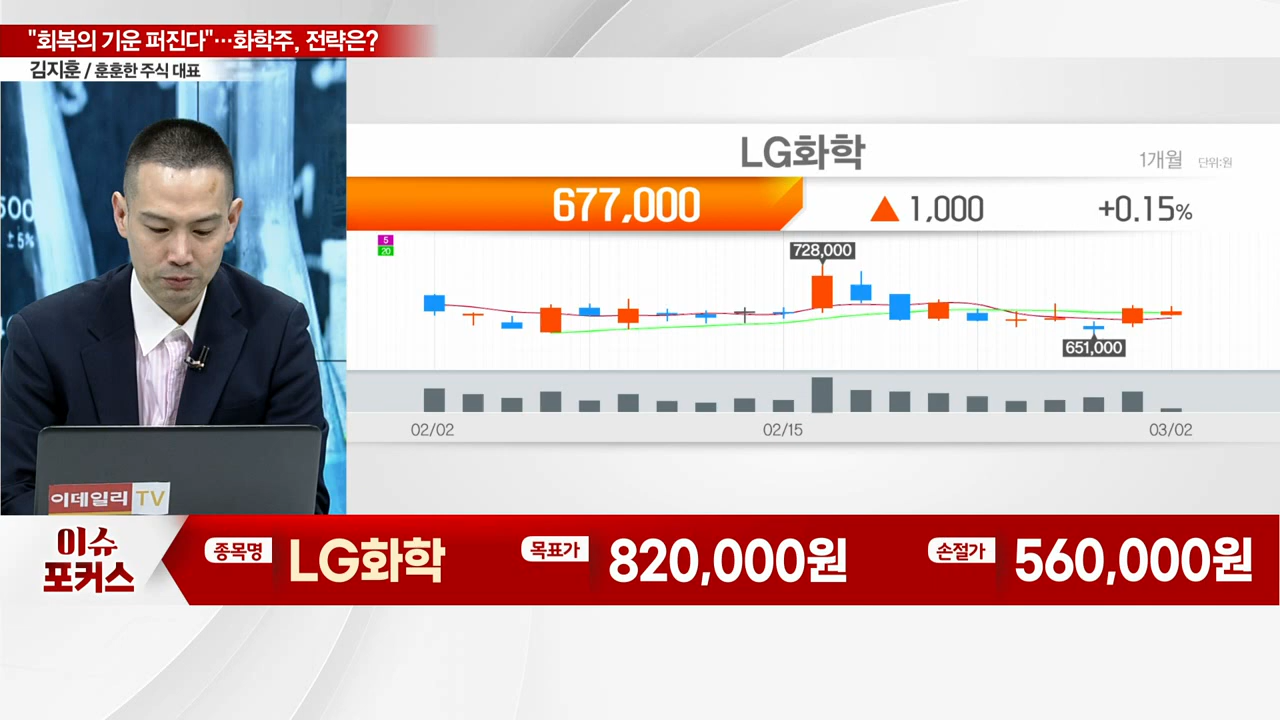 "회복의 기운 퍼진다"…화학주, 전략은?
김지훈 / 훈훈한 주식 대표
500
±5%
LG화학
1개월 단위:원
677,000 ▲ 1,000 +0.15%
5
20
728,000
651,000
02/02 02/15 03/02
이데일리 TV
이슈
포커스
종목명 LG화학 목표가 820,000원 손절가 560,000원